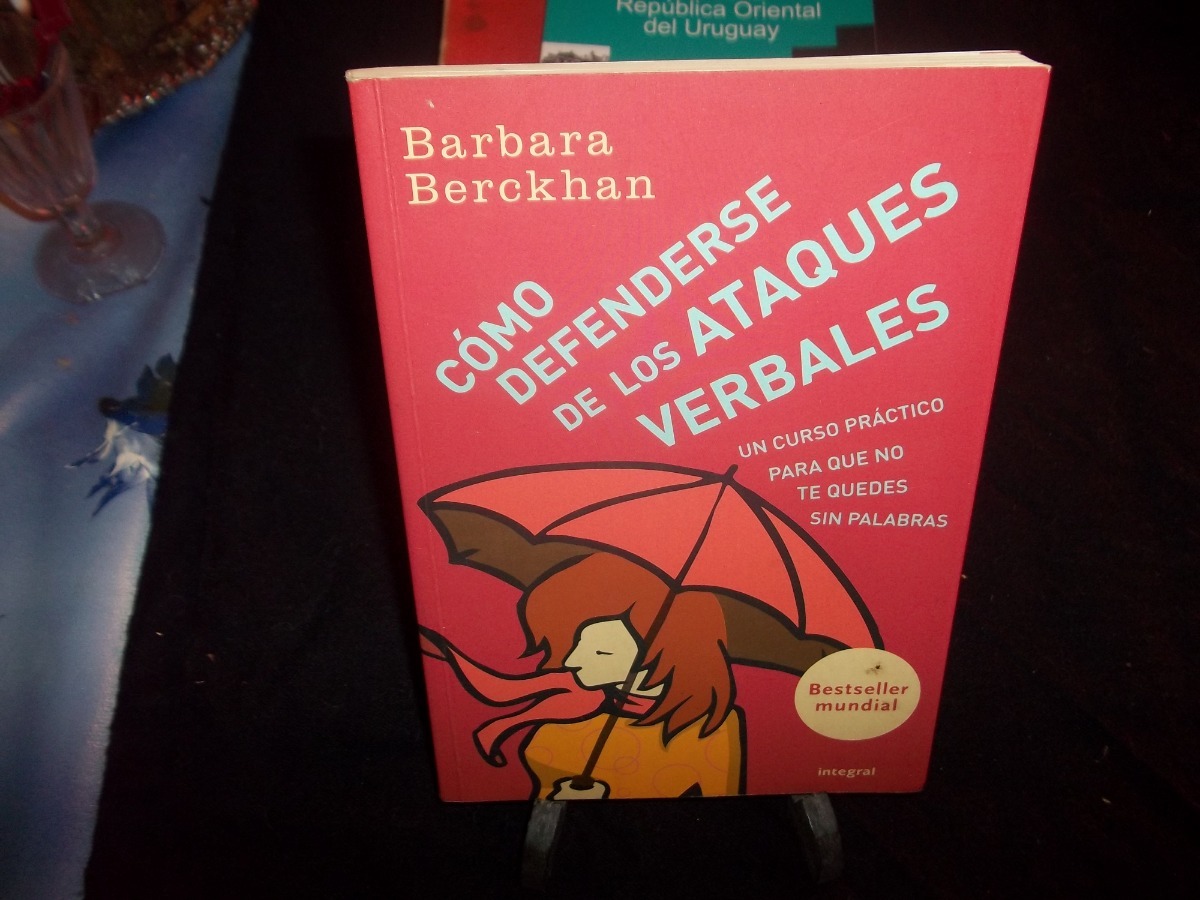 República Oriental
del Uruguay
Barbara
Berckhan
CÓMO
DEFENDERSE
DE LOS ATAQUES
VERBALES
UN CURSO PRÁCTICO
PARA QUE NO
TE QUEDES
SIN PALABRAS
Bestseller
mundial
integral